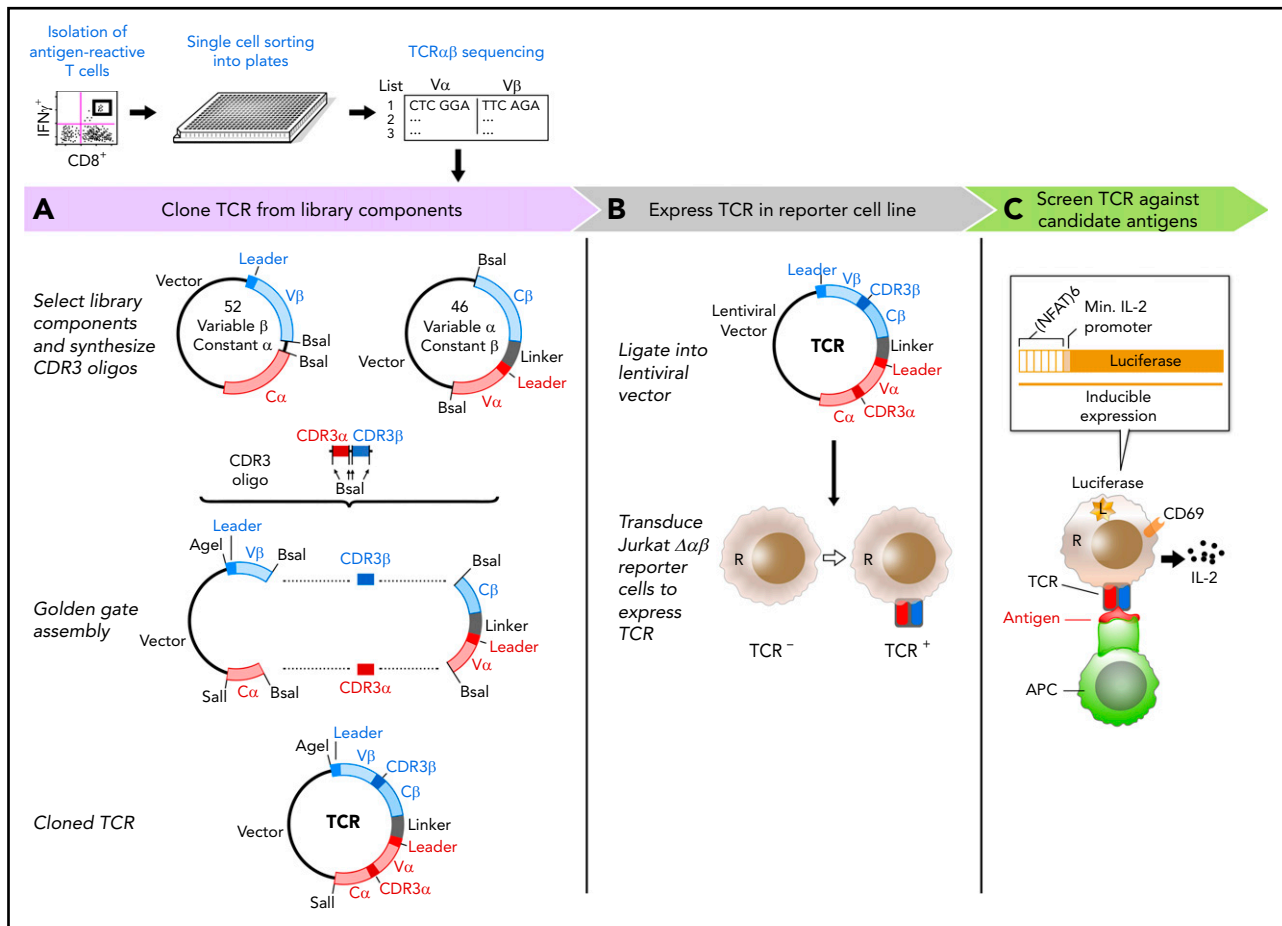 Isolation of
antigen-reactive
T cells
Single cell sorting
into plates
TCRαβ sequencing
IFNγ+
CD8+
List
Vα
Vβ
1
CTC GGA
TTC AGA
2
...
...
3
...
...
A
Clone TCR from library components
B
Express TCR in reporter cell line
C
Screen TCR against
candidate antigens
Select library
components
and synthesize
CDR3 oligos
Vector
Leader
Vβ
52
Variable β
Constant α
BsaI
BsaI
Cα
BsaI
Cβ
46
Variable α
Constant β
Vector
Linker
Leader
Vα
BsaI
CDR3α
CDR3β
CDR3
oligo
BsaI
Golden gate
assembly
Leader
AgeI
Vβ
BsaI
CDR3β
BsaI
Cβ
Linker
Leader
Vα
BsaI
Vector
SalI
Cα
BsaI
CDR3α
Cloned TCR
Leader
AgeI
Vβ
CDR3β
Cβ
Vector
TCR
Linker
Leader
Vα
CDR3α
Cα
SalI
Ligate into
lentiviral
vector
Leader
Vβ
CDR3β
Cβ
Lentiviral
Vector
TCR
Linker
Leader
Vα
CDR3α
Cα
Transduce
Jurkat Δαβ
reporter
cells to
express
TCR
R
R
TCR −
TCR +
(NFAT)6
Min. IL-2
promoter
Luciferase
Inducible
expression
Luciferase
L
CD69
R
IL-2
TCR
Antigen
APC